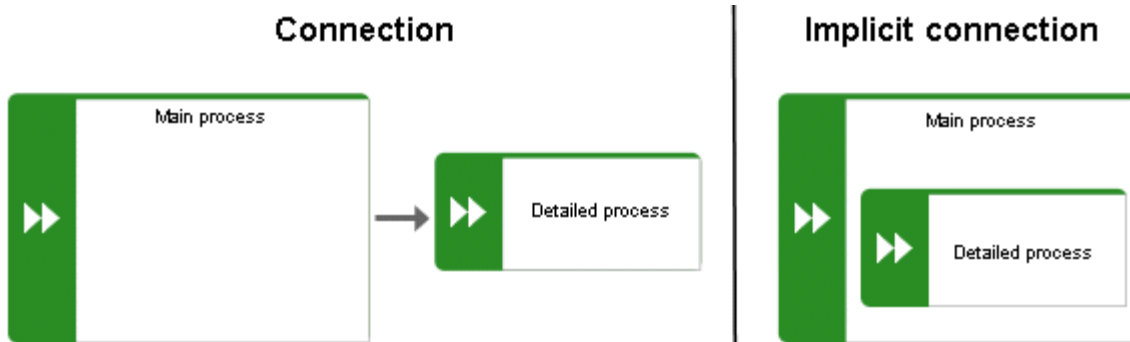 Connection
Main process
Detailed process
Implicit connection
Main process
Detailed process